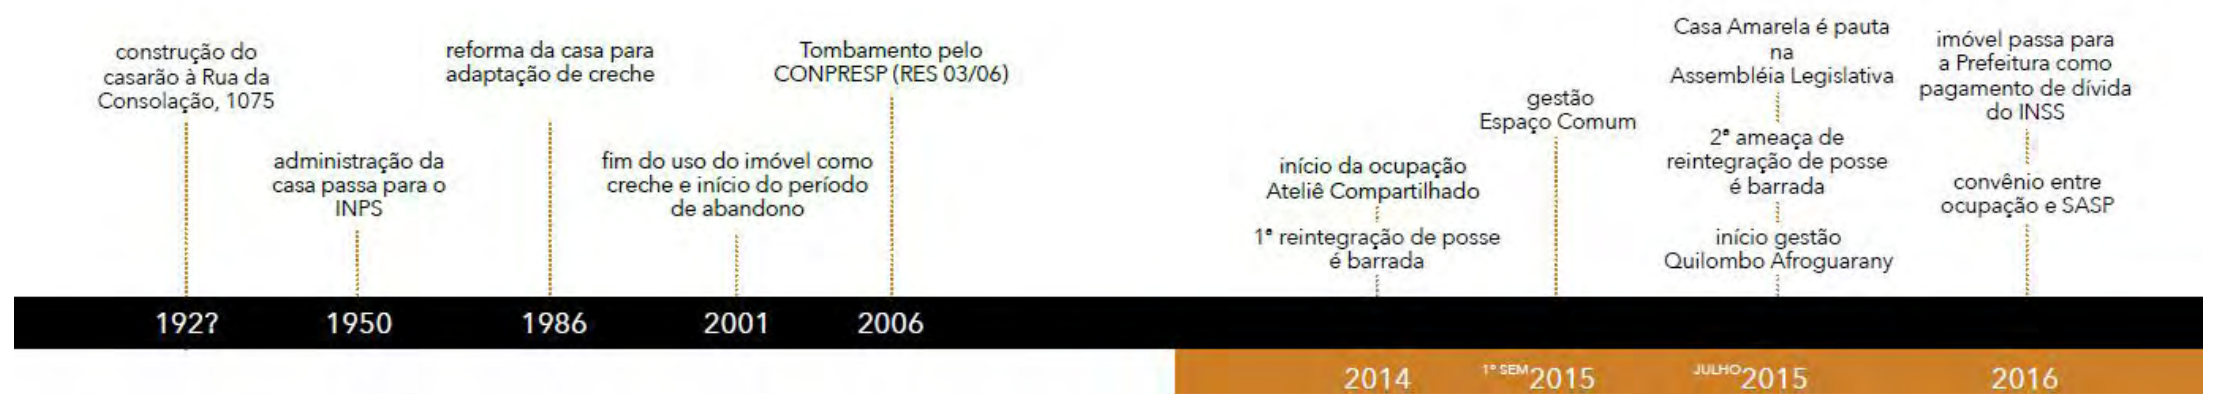 construção do
casarão à Rua da
Consolação, 1075
administração da
casa passa para o
INPS
reforma da casa para
adaptação de creche
fim do uso do imóvel como
creche e início do período
de abandono
Tombamento pelo
CONPRESP (RES 03/06)
início da ocupação
Ateliê Compartilhado
1ª reintegração de posse
é barrada
gestão
Espaço Comum
Casa Amarela é pauta
na
Assembléia Legislativa
2ª ameaça de
reintegração de posse
é barrada
início gestão
Quilombo Afroguarany
imóvel passa para
a Prefeitura como
pagamento de dívida
do INSS
convênio entre
ocupação e SASP
192? 1950 1986 2001 2006
2014 1º SEM 2015 JULHO 2015 2016